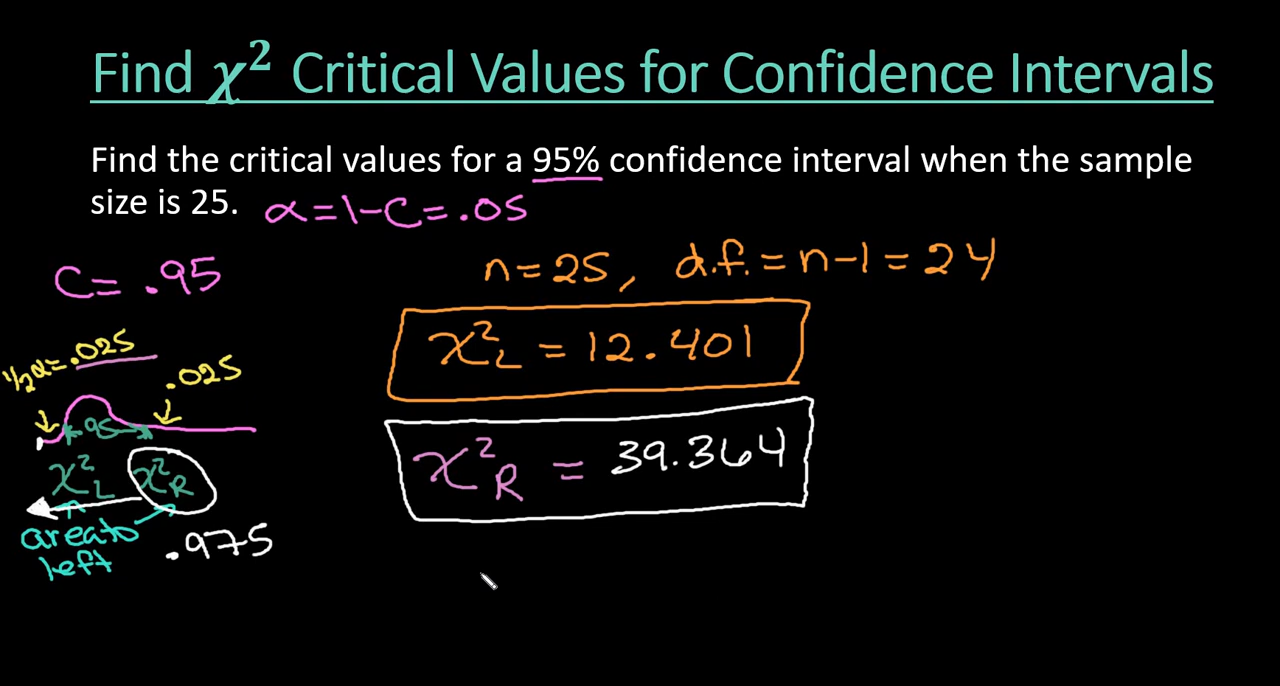 Find χ² Critical Values for Confidence Intervals
Find the critical values for a 95% confidence interval when the sample
size is 25. α=1-C=.05
C=.95
n=25, d.f.=n-1=24
χ²L = 12.401
½α=.025
.025
.95
χ²R = 39.364
χ²L χ²R
area to
left
.975